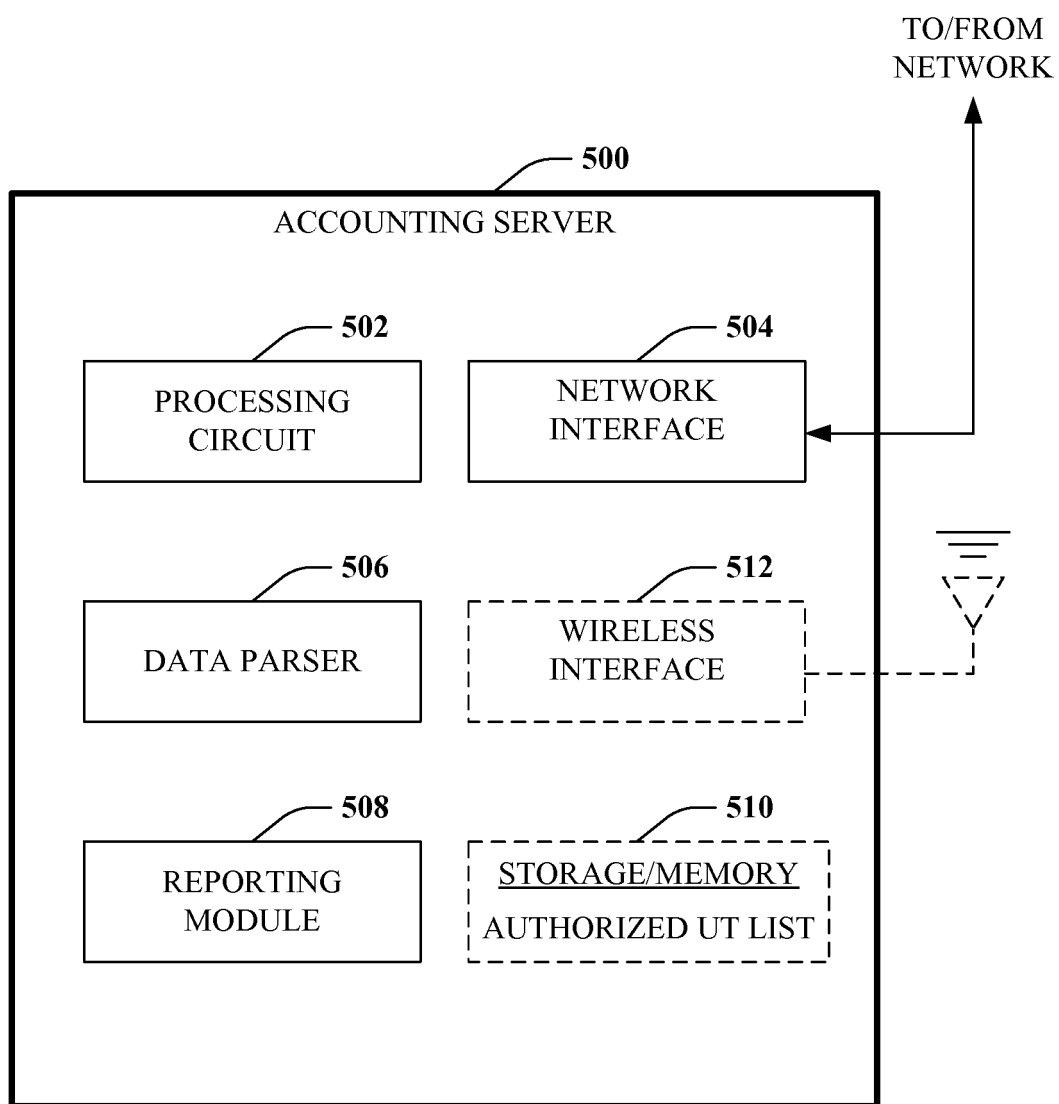 TO/FROM
NETWORK
500
ACCOUNTING SERVER
502
PROCESSING
CIRCUIT
504
NETWORK
INTERFACE
506
DATA PARSER
512
WIRELESS
INTERFACE
508
REPORTING
MODULE
510
STORAGE/MEMORY
AUTHORIZED UT LIST